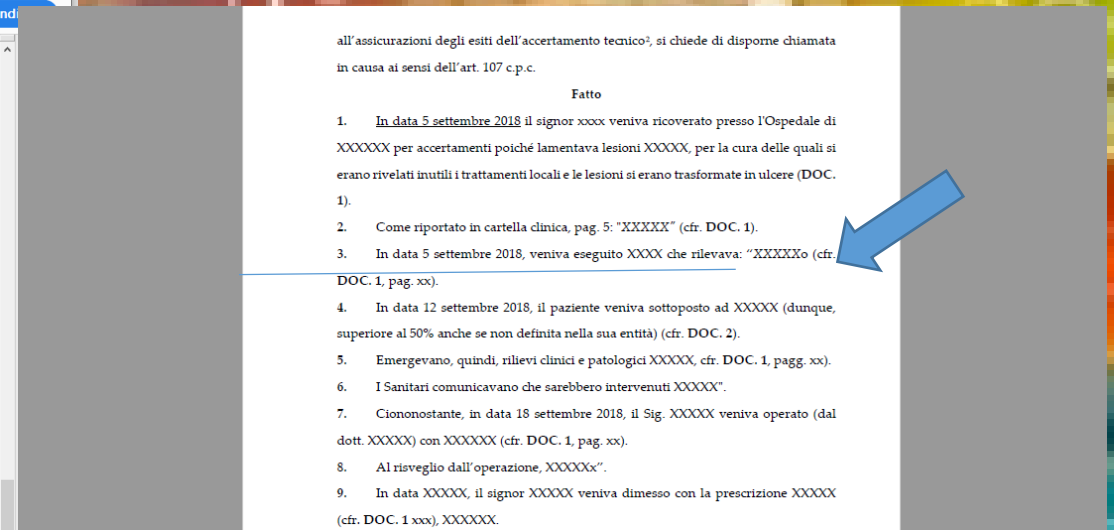 ndi
all'assicurazioni degli esiti dell'accertamento tecnico², si chiede di disporne chiamata
in causa ai sensi dell'art. 107 c.p.c.
Fatto
1. In data 5 settembre 2018 il signor xxxx veniva ricoverato presso l'Ospedale di
XXXXXX per accertamenti poiché lamentava lesioni XXXXX, per la cura delle quali si
erano rivelati inutili i trattamenti locali e le lesioni si erano trasformate in ulcere (DOC.
1).
2. Come riportato in cartella clinica, pag. 5: "XXXXX" (cfr. DOC. 1).
3. In data 5 settembre 2018, veniva eseguito XXXX che rilevava: "XXXXXo (cfr.
DOC. 1, pag. xx).
4. In data 12 settembre 2018, il paziente veniva sottoposto ad XXXXX (dunque,
superiore al 50% anche se non definita nella sua entità) (cfr. DOC. 2).
5. Emergevano, quindi, rilievi clinici e patologici XXXXX, cfr. DOC. 1, pagg. xx).
6. I Sanitari comunicavano che sarebbero intervenuti XXXXX".
7. Ciononostante, in data 18 settembre 2018, il Sig. XXXXX veniva operato (dal
dott. XXXXX) con XXXXXX (cfr. DOC. 1, pag. xx).
8. Al risveglio dall'operazione, XXXXXx".
9. In data XXXXX, il signor XXXXX veniva dimesso con la prescrizione XXXXX
(cfr. DOC. 1 xxx), XXXXXX.